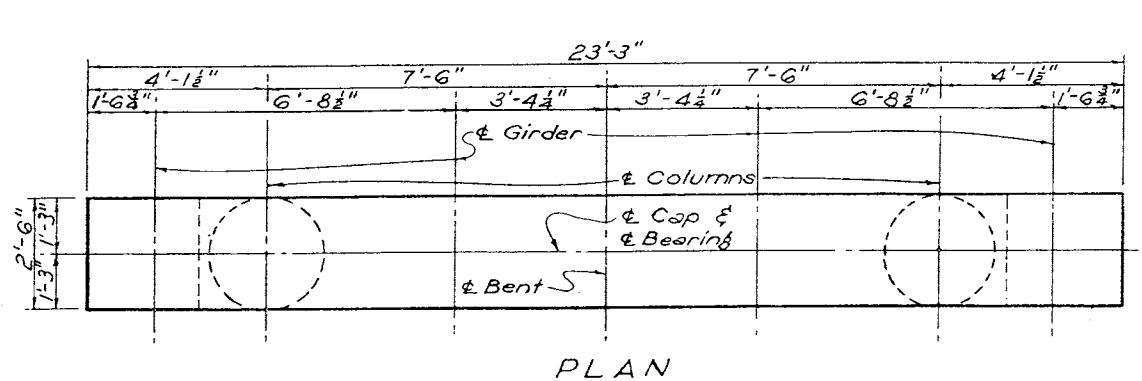 23'-3"
4'-1½" 7'-6" 7'-6" 4'-1½"
1'-6¾" 6'-8½" 3'-4¼" 3'-4¼" 6'-8½" 1'-6¾"
℄ Girder
℄ Columns
℄ Cap &
℄ Bearing
℄ Bent
2'-6"
1'-3"
1'-3"
PLAN